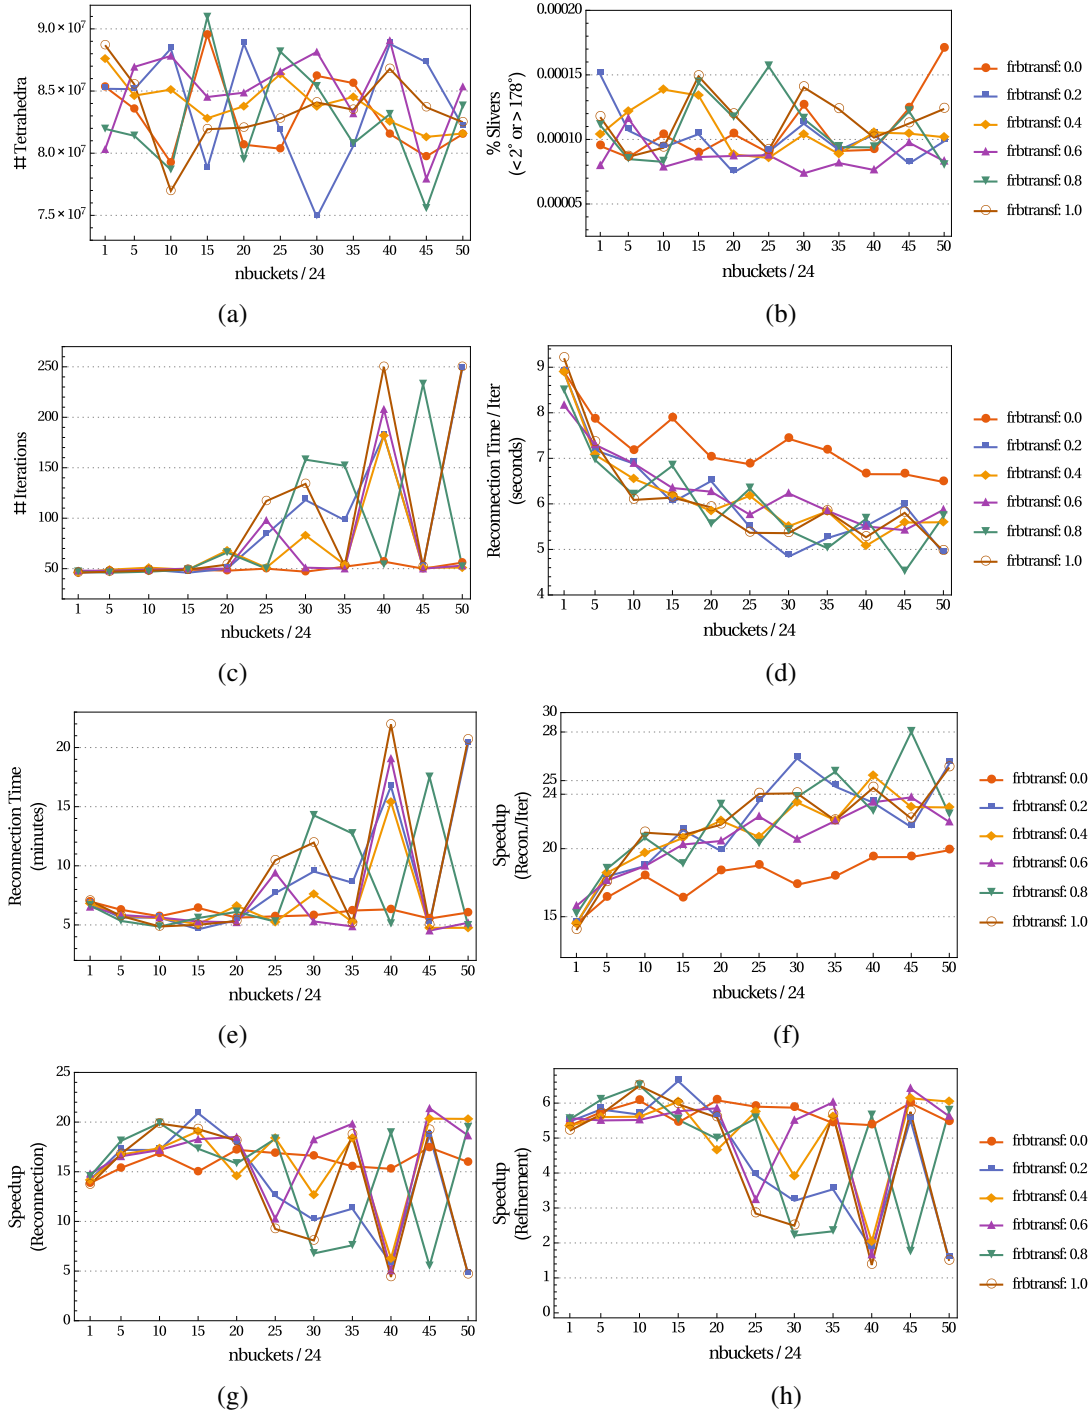 9.0×10⁷
8.5×10⁷
8.0×10⁷
7.5×10⁷
# Tetrahedra
1 5 10 15 20 25 30 35 40 45 50
nbuckets / 24
(a)
0.00020
0.00015
0.00010
0.00005
% Slivers
(< 2° or > 178°)
1 5 10 15 20 25 30 35 40 45 50
nbuckets / 24
(b)
frbtransf: 0.0
frbtransf: 0.2
frbtransf: 0.4
frbtransf: 0.6
frbtransf: 0.8
frbtransf: 1.0
250
200
150
100
50
# Iterations
1 5 10 15 20 25 30 35 40 45 50
nbuckets / 24
(c)
9
8
7
6
5
4
Reconnection Time / Iter
(seconds)
1 5 10 15 20 25 30 35 40 45 50
nbuckets / 24
(d)
frbtransf: 0.0
frbtransf: 0.2
frbtransf: 0.4
frbtransf: 0.6
frbtransf: 0.8
frbtransf: 1.0
20
15
10
5
Reconnection Time
(minutes)
1 5 10 15 20 25 30 35 40 45 50
nbuckets / 24
(e)
30
28
25
24
20
15
Speedup
(Recon./Iter)
1 5 10 15 20 25 30 35 40 45 50
nbuckets / 24
(f)
frbtransf: 0.0
frbtransf: 0.2
frbtransf: 0.4
frbtransf: 0.6
frbtransf: 0.8
frbtransf: 1.0
25
20
15
10
5
0
Speedup
(Reconnection)
1 5 10 15 20 25 30 35 40 45 50
nbuckets / 24
(g)
6
5
4
3
2
1
0
Speedup
(Refinement)
1 5 10 15 20 25 30 35 40 45 50
nbuckets / 24
(h)
frbtransf: 0.0
frbtransf: 0.2
frbtransf: 0.4
frbtransf: 0.6
frbtransf: 0.8
frbtransf: 1.0